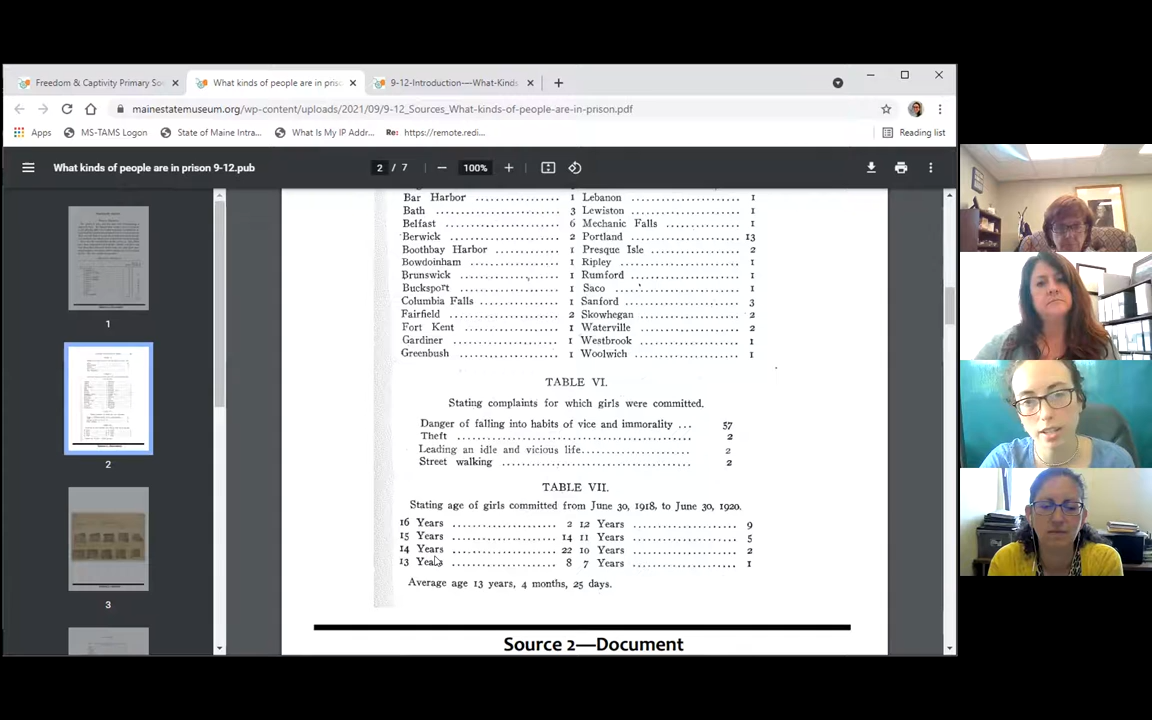 Freedom & Captivity Primary So
What kinds of people are in pris
9-12-Introduction-—What-Kinds
mainestatemuseum.org/wp-content/uploads/2021/09/9-12_Sources_What-kinds-of-people-are-in-prison.pdf
Apps MS-TAMS Logon State of Maine Intra... What Is My IP Addr... Re: https://remote.redi... Reading list
What kinds of people are in prison 9-12.pub 2 / 7 100%
Bar Harbor 1 Lebanon 1
Bath 3 Lewiston 1
Belfast 6 Mechanic Falls 1
Berwick 2 Portland 13
Boothbay Harbor 1 Presque Isle 2
Bowdoinham 1 Ripley 1
Brunswick 1 Rumford 1
Bucksport 1 Saco 1
Columbia Falls 1 Sanford 3
Fairfield 2 Skowhegan 2
Fort Kent 1 Waterville 2
Gardiner 1 Westbrook 1
Greenbush 1 Woolwich 1
TABLE VI.
Stating complaints for which girls were committed.
Danger of falling into habits of vice and immorality ... 57
Theft 2
Leading an idle and vicious life 2
Street walking 2
TABLE VII.
Stating age of girls committed from June 30, 1918, to June 30, 1920.
16 Years 2 12 Years 9
15 Years 14 11 Years 5
14 Years 22 10 Years 2
13 Years 8 7 Years 1
Average age 13 years, 4 months, 25 days.
Source 2—Document
1
2
3